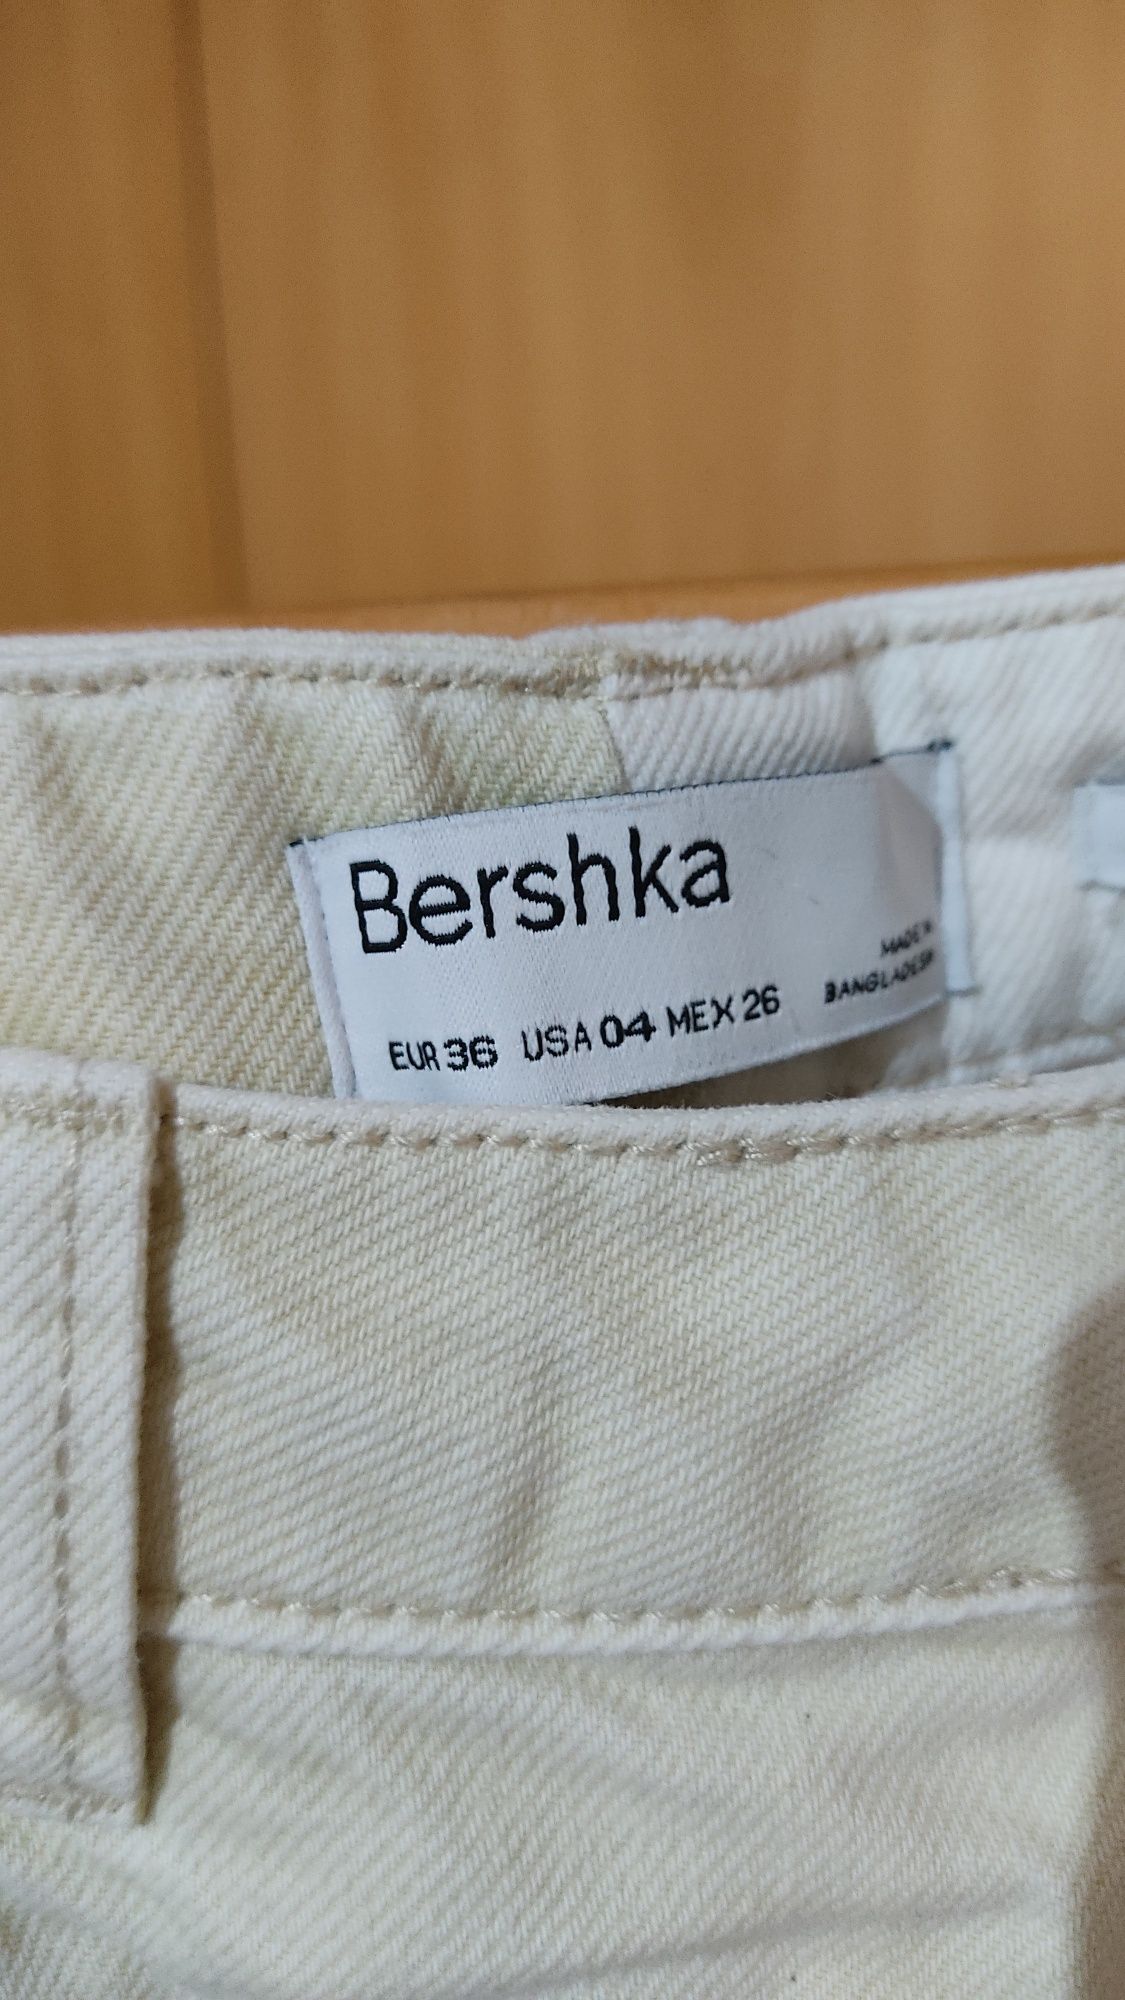 Bershka
EUR 36 USA 04 MEX 26
MADE IN
BANGLADESH